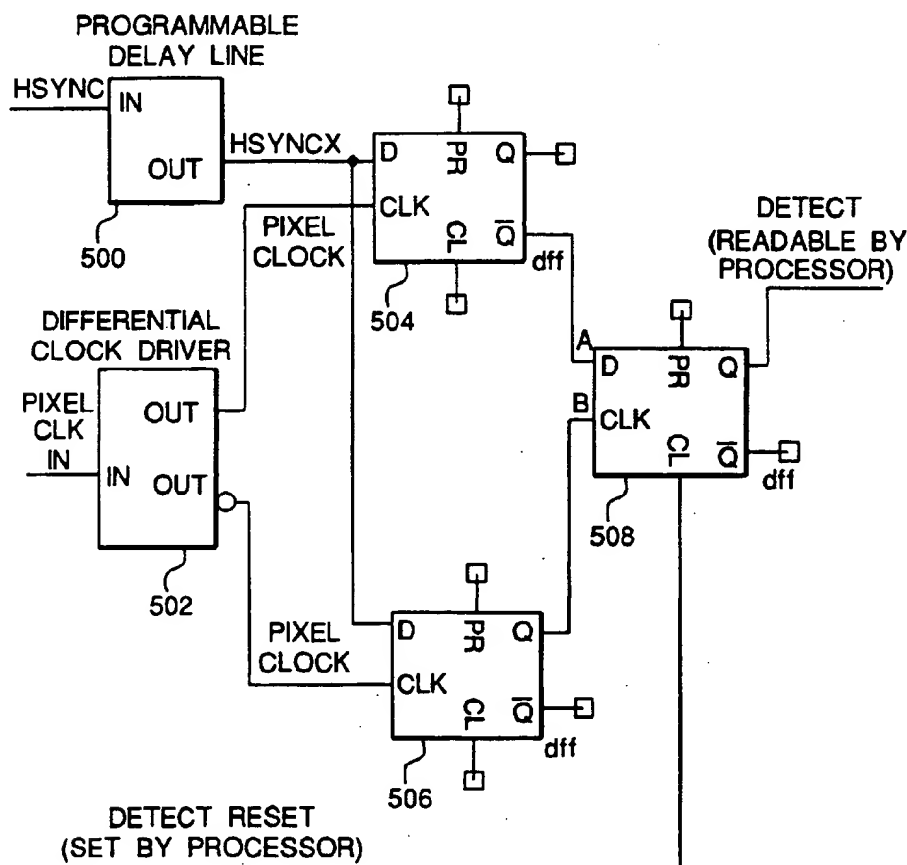 PROGRAMMABLE
DELAY LINE
HSYNC
IN
OUT
500
HSYNCX
D
PR
Q
CLK
CL
Q̅
dff
504
PIXEL
CLOCK
DETECT
(READABLE BY
PROCESSOR)
DIFFERENTIAL
CLOCK DRIVER
PIXEL
CLK
IN
OUT
IN
OUT
502
A
D
PR
Q
B
CLK
CL
Q̅
dff
508
PIXEL
CLOCK
D
PR
Q
CLK
CL
Q̅
dff
506
DETECT RESET
(SET BY PROCESSOR)